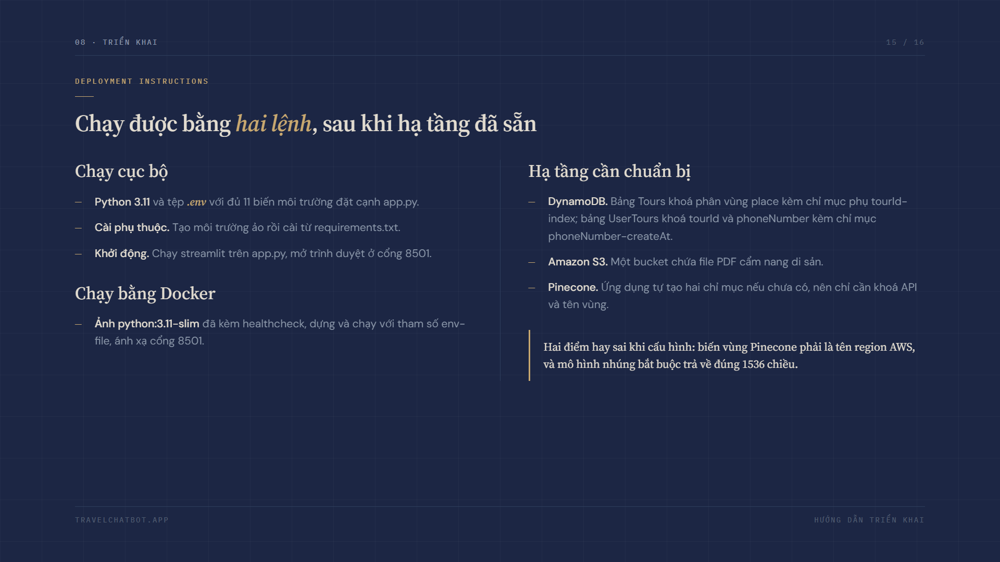 08 · TRIỂN KHAI
15 / 16
DEPLOYMENT INSTRUCTIONS
Chạy được bằng hai lệnh, sau khi hạ tầng đã sẵn
Chạy cục bộ
— Python 3.11 và tệp .env với đủ 11 biến môi trường đặt cạnh app.py.
— Cài phụ thuộc. Tạo môi trường ảo rồi cài từ requirements.txt.
— Khởi động. Chạy streamlit trên app.py, mở trình duyệt ở cổng 8501.
Chạy bằng Docker
— Ảnh python:3.11-slim đã kèm healthcheck, dựng và chạy với tham số env-
file, ánh xạ cổng 8501.
Hạ tầng cần chuẩn bị
— DynamoDB. Bảng Tours khoá phân vùng place kèm chỉ mục phụ tourId-
index; bảng UserTours khoá tourId và phoneNumber kèm chỉ mục
phoneNumber-createAt.
— Amazon S3. Một bucket chứa file PDF cẩm nang di sản.
— Pinecone. Ứng dụng tự tạo hai chỉ mục nếu chưa có, nên chỉ cần khoá API
và tên vùng.
Hai điểm hay sai khi cấu hình: biến vùng Pinecone phải là tên region AWS,
và mô hình nhúng bắt buộc trả về đúng 1536 chiều.
TRAVELCHATBOT.APP
HƯỚNG DẪN TRIỂN KHAI